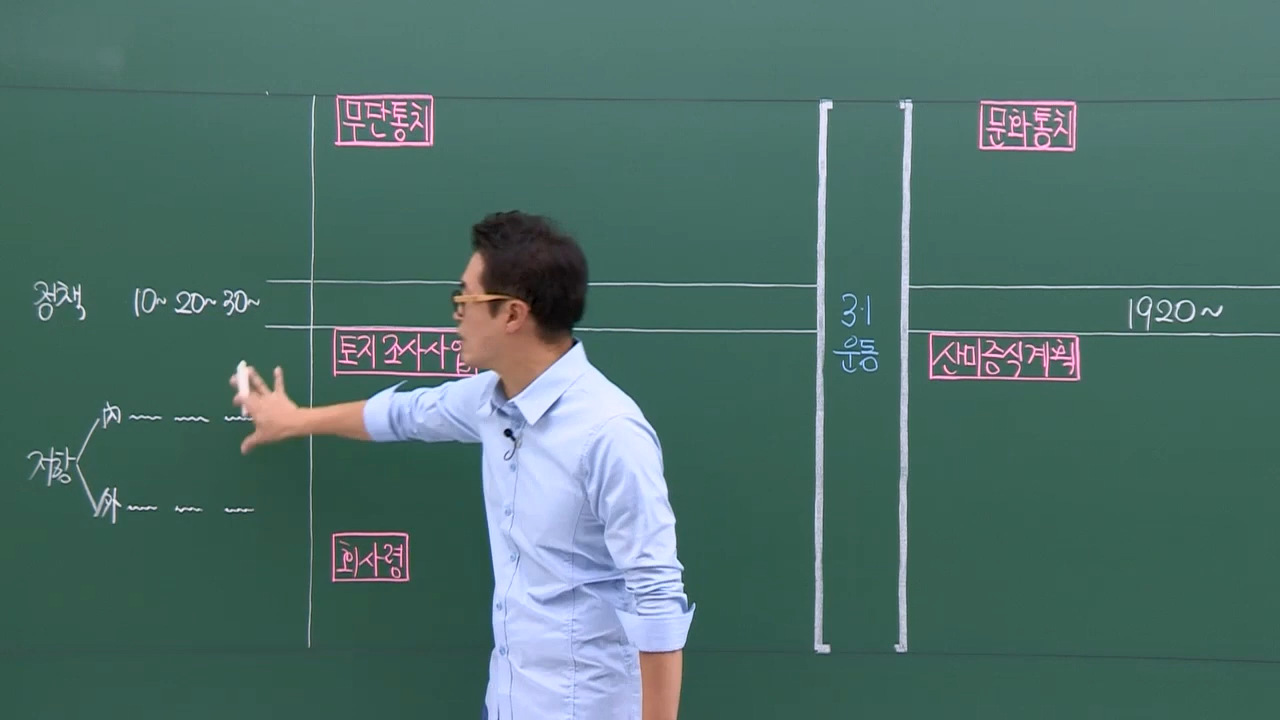 무단통치
문화통치
정책 10~ 20~ 30~
3·1
운동
1920~
토지조사사업
산미증식계획
저항
內
外
회사령